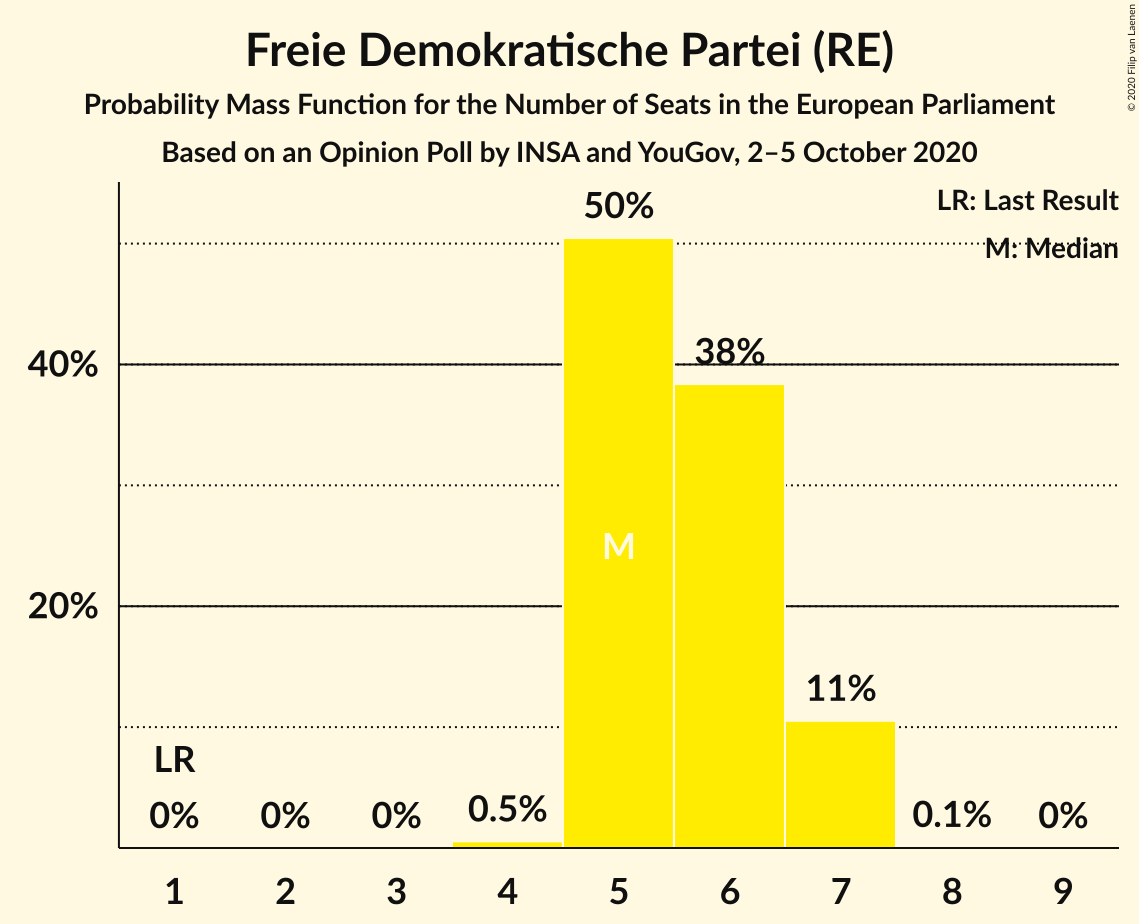 Freie Demokratische Partei (RE)
Probability Mass Function for the Number of Seats in the European Parliament
Based on an Opinion Poll by INSA and YouGov, 2–5 October 2020
© 2020 Filip van Laenen
LR: Last Result
M: Median
50%
38%
40%
M
20%
11%
LR
0%
0%
0%
0.5%
0.1%
0%
1 2 3 4 5 6 7 8 9